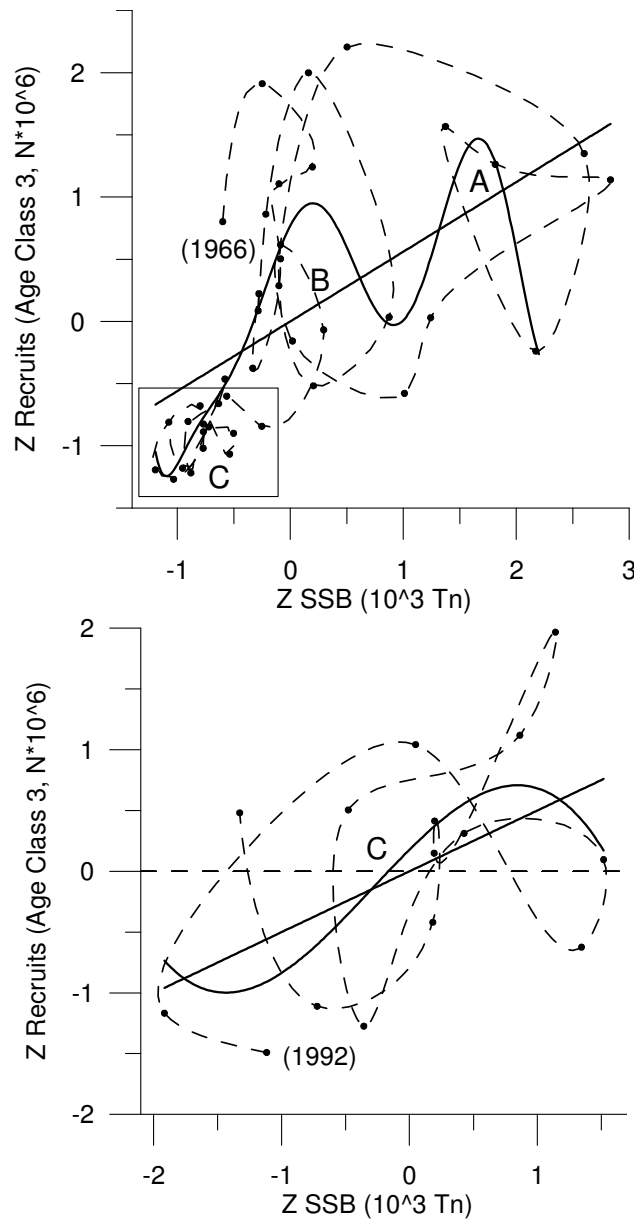 Z Recruits (Age Class 3, N*10^6)
2
1
0
-1
A
(1966)
B
C
-1
0
1
2
3
Z SSB (10^3 Tn)
Z Recruits (Age Class 3, N*10^6)
2
1
0
-1
-2
C
(1992)
-2
-1
0
1
Z SSB (10^3 Tn)